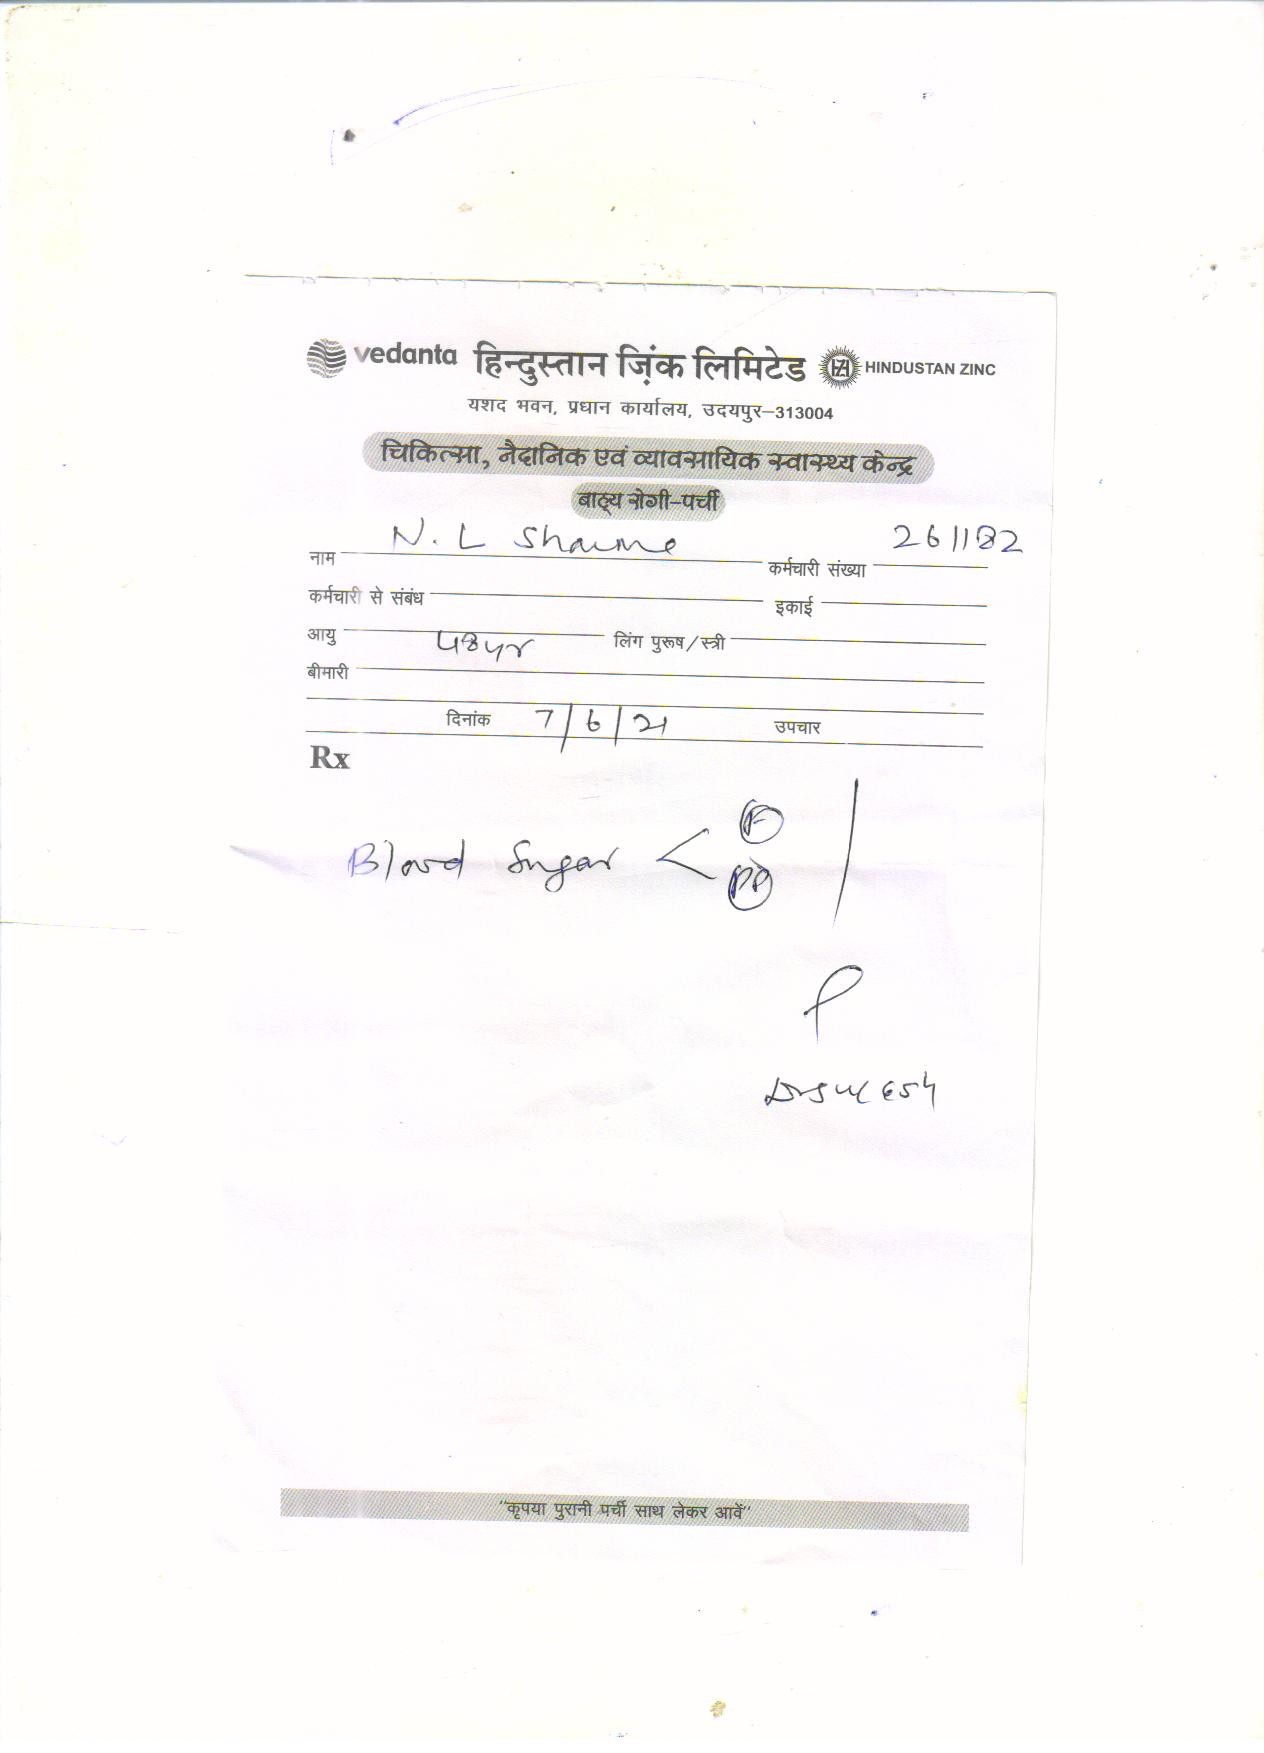 vedanta हिन्दुस्तान ज़िंक लिमिटेड HZL HINDUSTAN ZINC
यशद भवन, प्रधान कार्यालय, उदयपुर–313004
चिकित्सा, नैदानिक एवं व्यावसायिक स्वास्थ्य केन्द्र
बाह्य रोगी-पर्ची
नाम N. L Sharma कर्मचारी संख्या 261182
कर्मचारी से संबंध इकाई
आयु लिंग पुरूष/स्त्री
बीमारी
दिनांक 7/6/21 उपचार
Rx
Blood Sugar < F
PP
"कृपया पुरानी पर्ची साथ लेकर आवें"